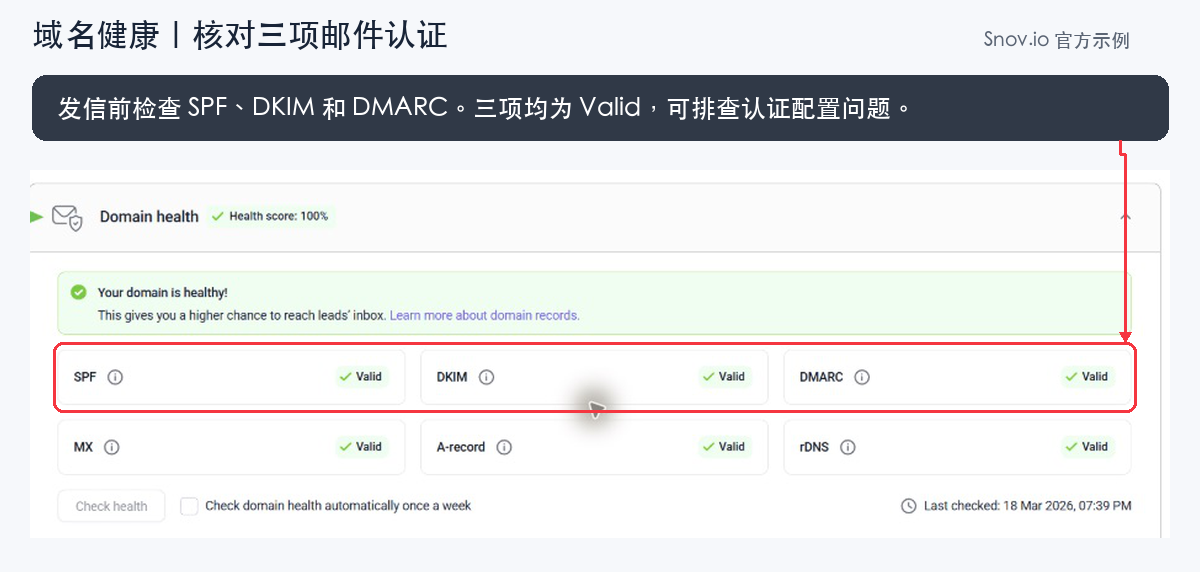 域名健康｜核对三项邮件认证
Snov.io 官方示例
发信前检查 SPF、DKIM 和 DMARC。三项均为 Valid，可排查认证配置问题。
Domain health
Health score: 100%
Your domain is healthy!
This gives you a higher chance to reach leads' inbox. Learn more about domain records.
SPF
Valid
DKIM
Valid
DMARC
Valid
MX
Valid
A-record
Valid
rDNS
Valid
Check health
Check domain health automatically once a week
Last checked: 18 Mar 2026, 07:39 PM